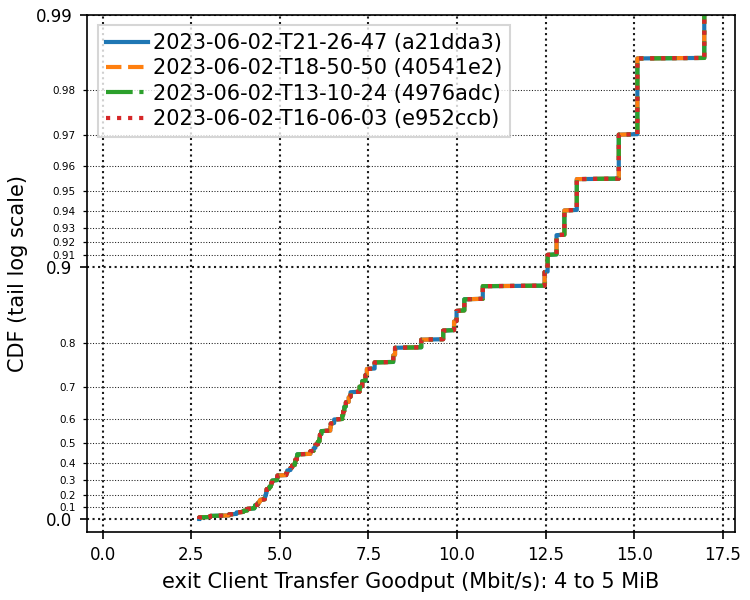 0.99
2023-06-02-T21-26-47 (a21dda3)
2023-06-02-T18-50-50 (40541e2)
2023-06-02-T13-10-24 (4976adc)
2023-06-02-T16-06-03 (e952ccb)
0.98
0.97
0.96
0.95
0.94
0.93
0.92
0.91
0.9
0.8
0.7
0.6
0.5
0.4
0.3
0.2
0.1
0.0
CDF (tail log scale)
0.0 2.5 5.0 7.5 10.0 12.5 15.0 17.5
exit Client Transfer Goodput (Mbit/s): 4 to 5 MiB